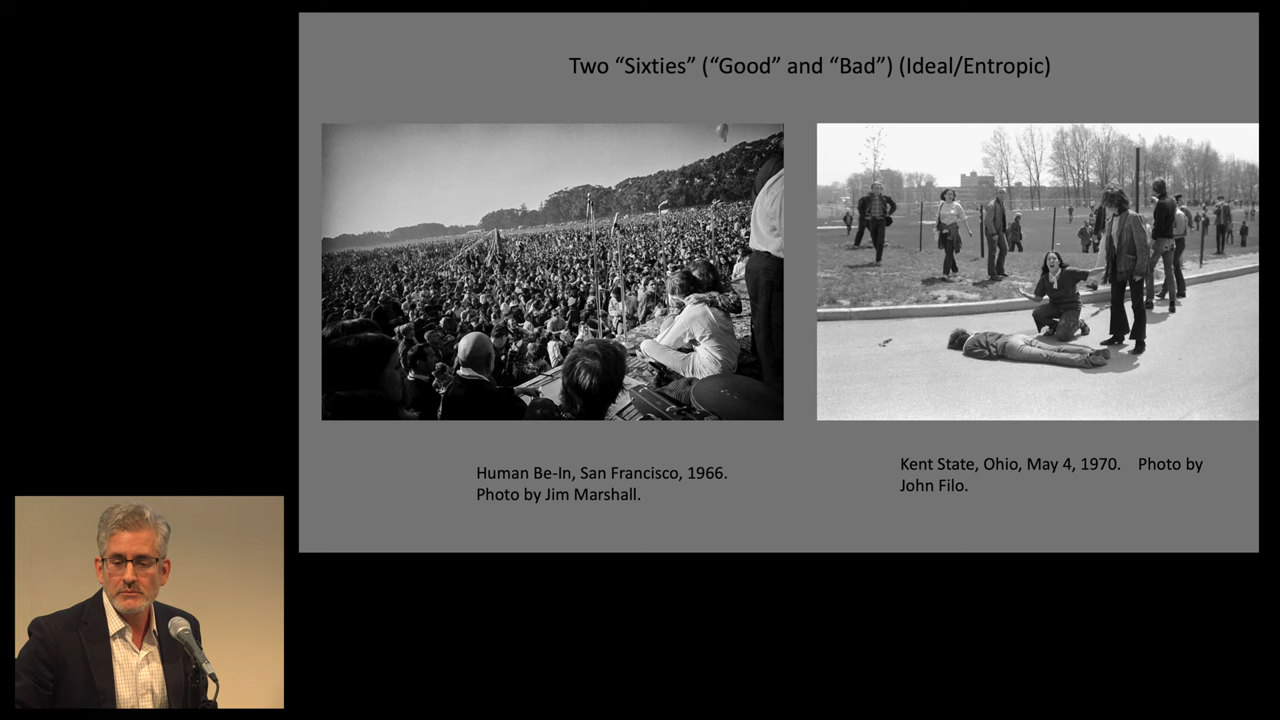 Two “Sixties” (“Good” and “Bad”) (Ideal/Entropic)
Human Be-In, San Francisco, 1966.
Photo by Jim Marshall.
Kent State, Ohio, May 4, 1970. Photo by
John Filo.